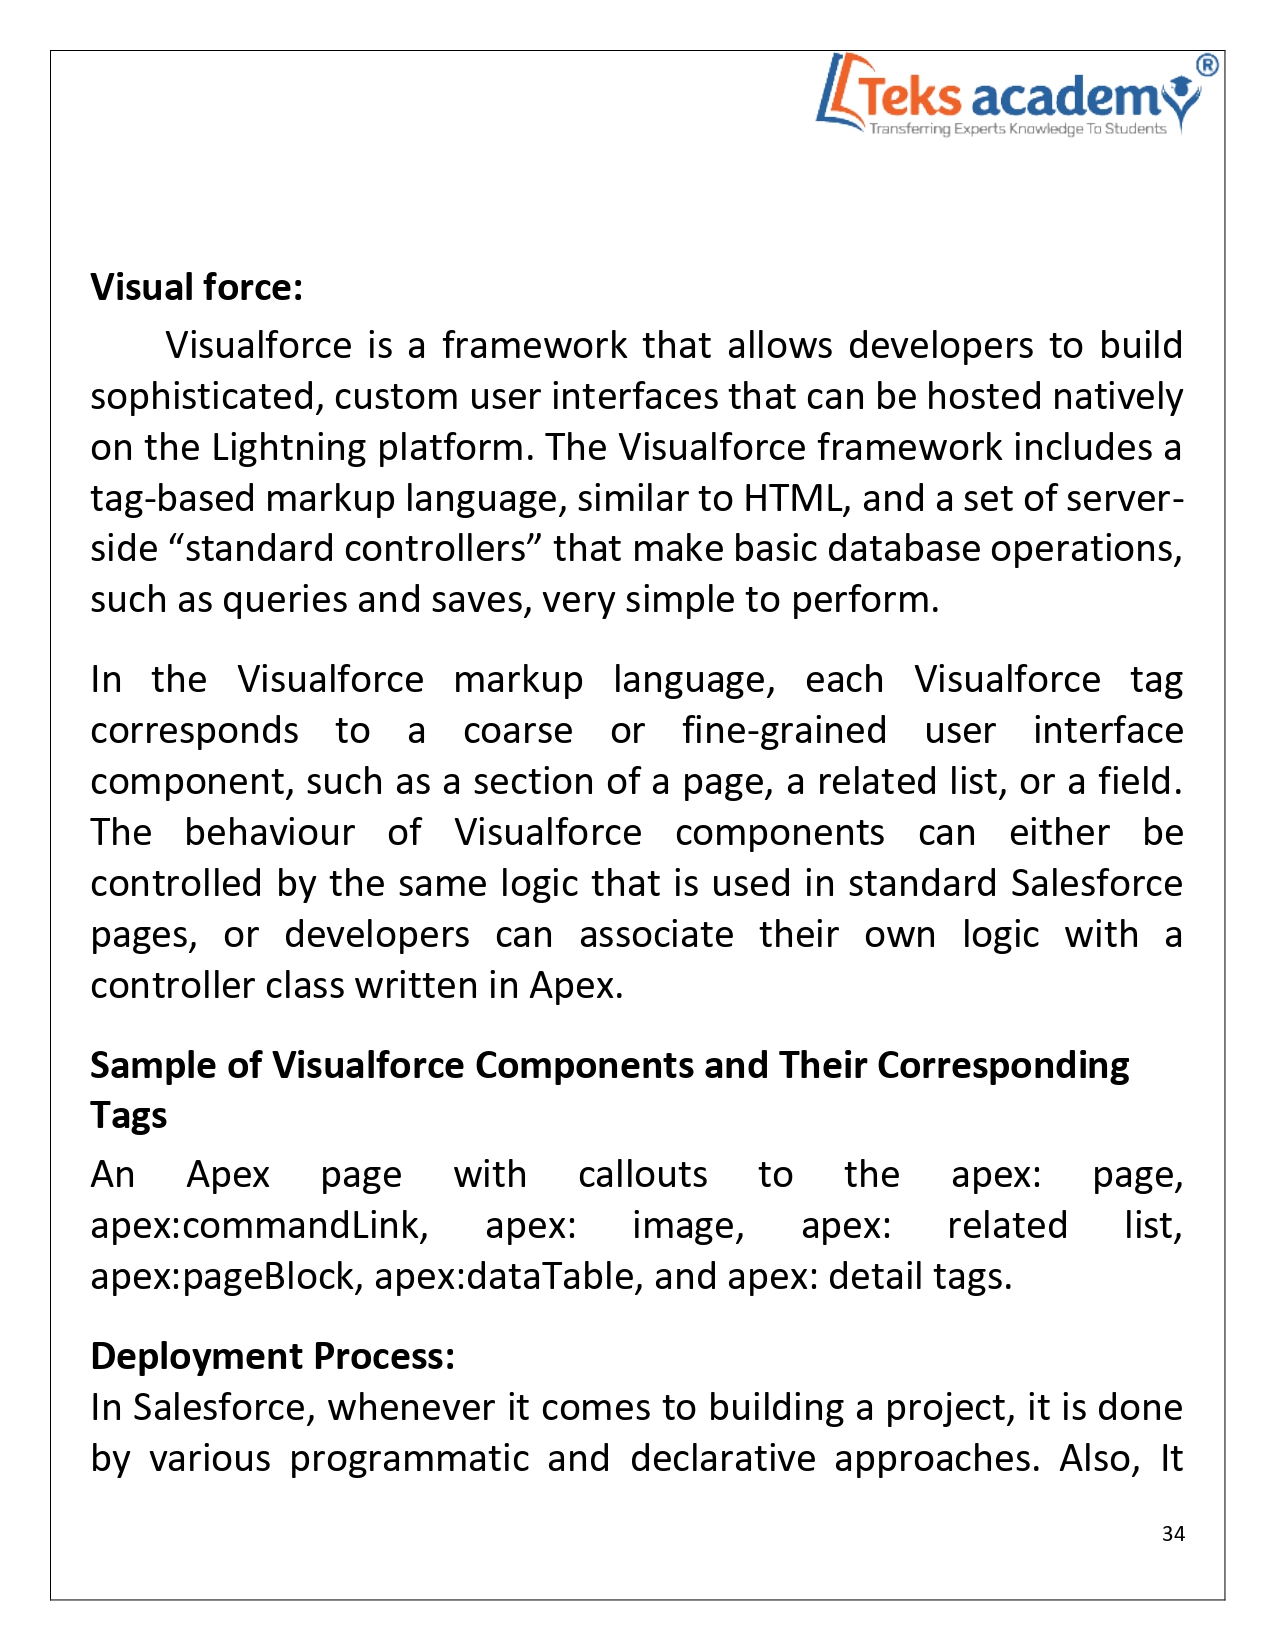 Teks academy ®
Transferring Experts Knowledge To Students
Visual force:
Visualforce is a framework that allows developers to build
sophisticated, custom user interfaces that can be hosted natively
on the Lightning platform. The Visualforce framework includes a
tag-based markup language, similar to HTML, and a set of server-
side “standard controllers” that make basic database operations,
such as queries and saves, very simple to perform.
In the Visualforce markup language, each Visualforce tag
corresponds to a coarse or fine-grained user interface
component, such as a section of a page, a related list, or a field.
The behaviour of Visualforce components can either be
controlled by the same logic that is used in standard Salesforce
pages, or developers can associate their own logic with a
controller class written in Apex.
Sample of Visualforce Components and Their Corresponding
Tags
An Apex page with callouts to the apex: page,
apex:commandLink, apex: image, apex: related list,
apex:pageBlock, apex:dataTable, and apex: detail tags.
Deployment Process:
In Salesforce, whenever it comes to building a project, it is done
by various programmatic and declarative approaches. Also, It
34